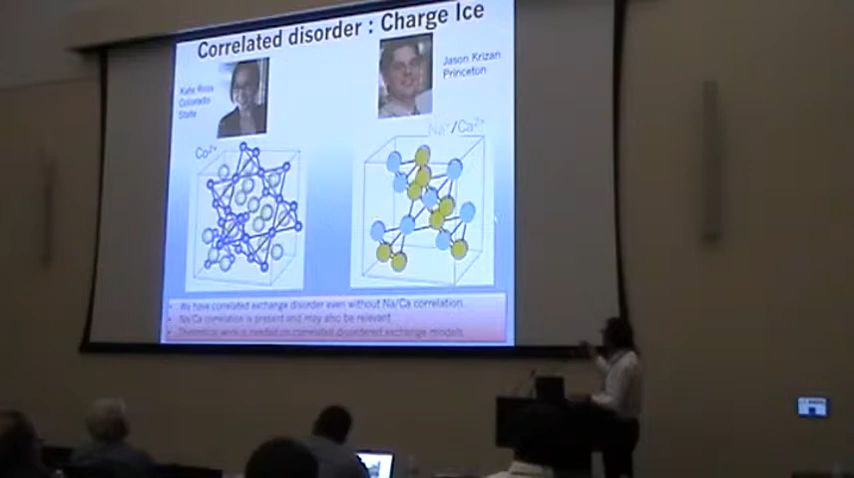 Correlated disorder : Charge Ice
Kate Ross
Colorado
State
Jason Krizan
Princeton
Co²⁺
Na⁺/Ca²⁺
• We have correlated exchange disorder even without Na/Ca correlation.
• Na/Ca correlation is present and may also be relevant
• Theoretical work is needed on correlated disordered exchange models